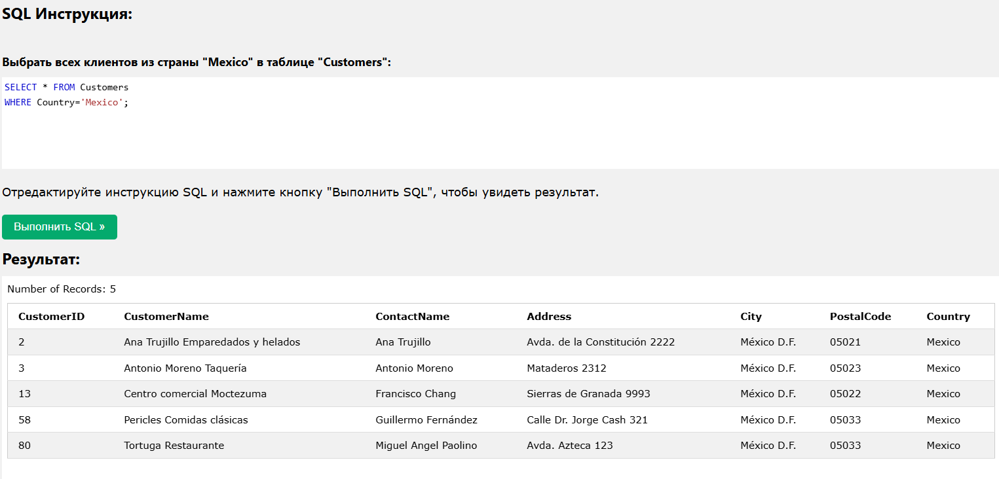 SQL Инструкция:
Выбрать всех клиентов из страны "Mexico" в таблице "Customers":
SELECT * FROM Customers
WHERE Country='Mexico';
Отредактируйте инструкцию SQL и нажмите кнопку "Выполнить SQL", чтобы увидеть результат.
Выполнить SQL »
Результат:
Number of Records: 5
CustomerID CustomerName ContactName Address City PostalCode Country
2 Ana Trujillo Emparedados y helados Ana Trujillo Avda. de la Constitución 2222 México D.F. 05021 Mexico
3 Antonio Moreno Taquería Antonio Moreno Mataderos 2312 México D.F. 05023 Mexico
13 Centro comercial Moctezuma Francisco Chang Sierras de Granada 9993 México D.F. 05022 Mexico
58 Pericles Comidas clásicas Guillermo Fernández Calle Dr. Jorge Cash 321 México D.F. 05033 Mexico
80 Tortuga Restaurante Miguel Angel Paolino Avda. Azteca 123 México D.F. 05033 Mexico